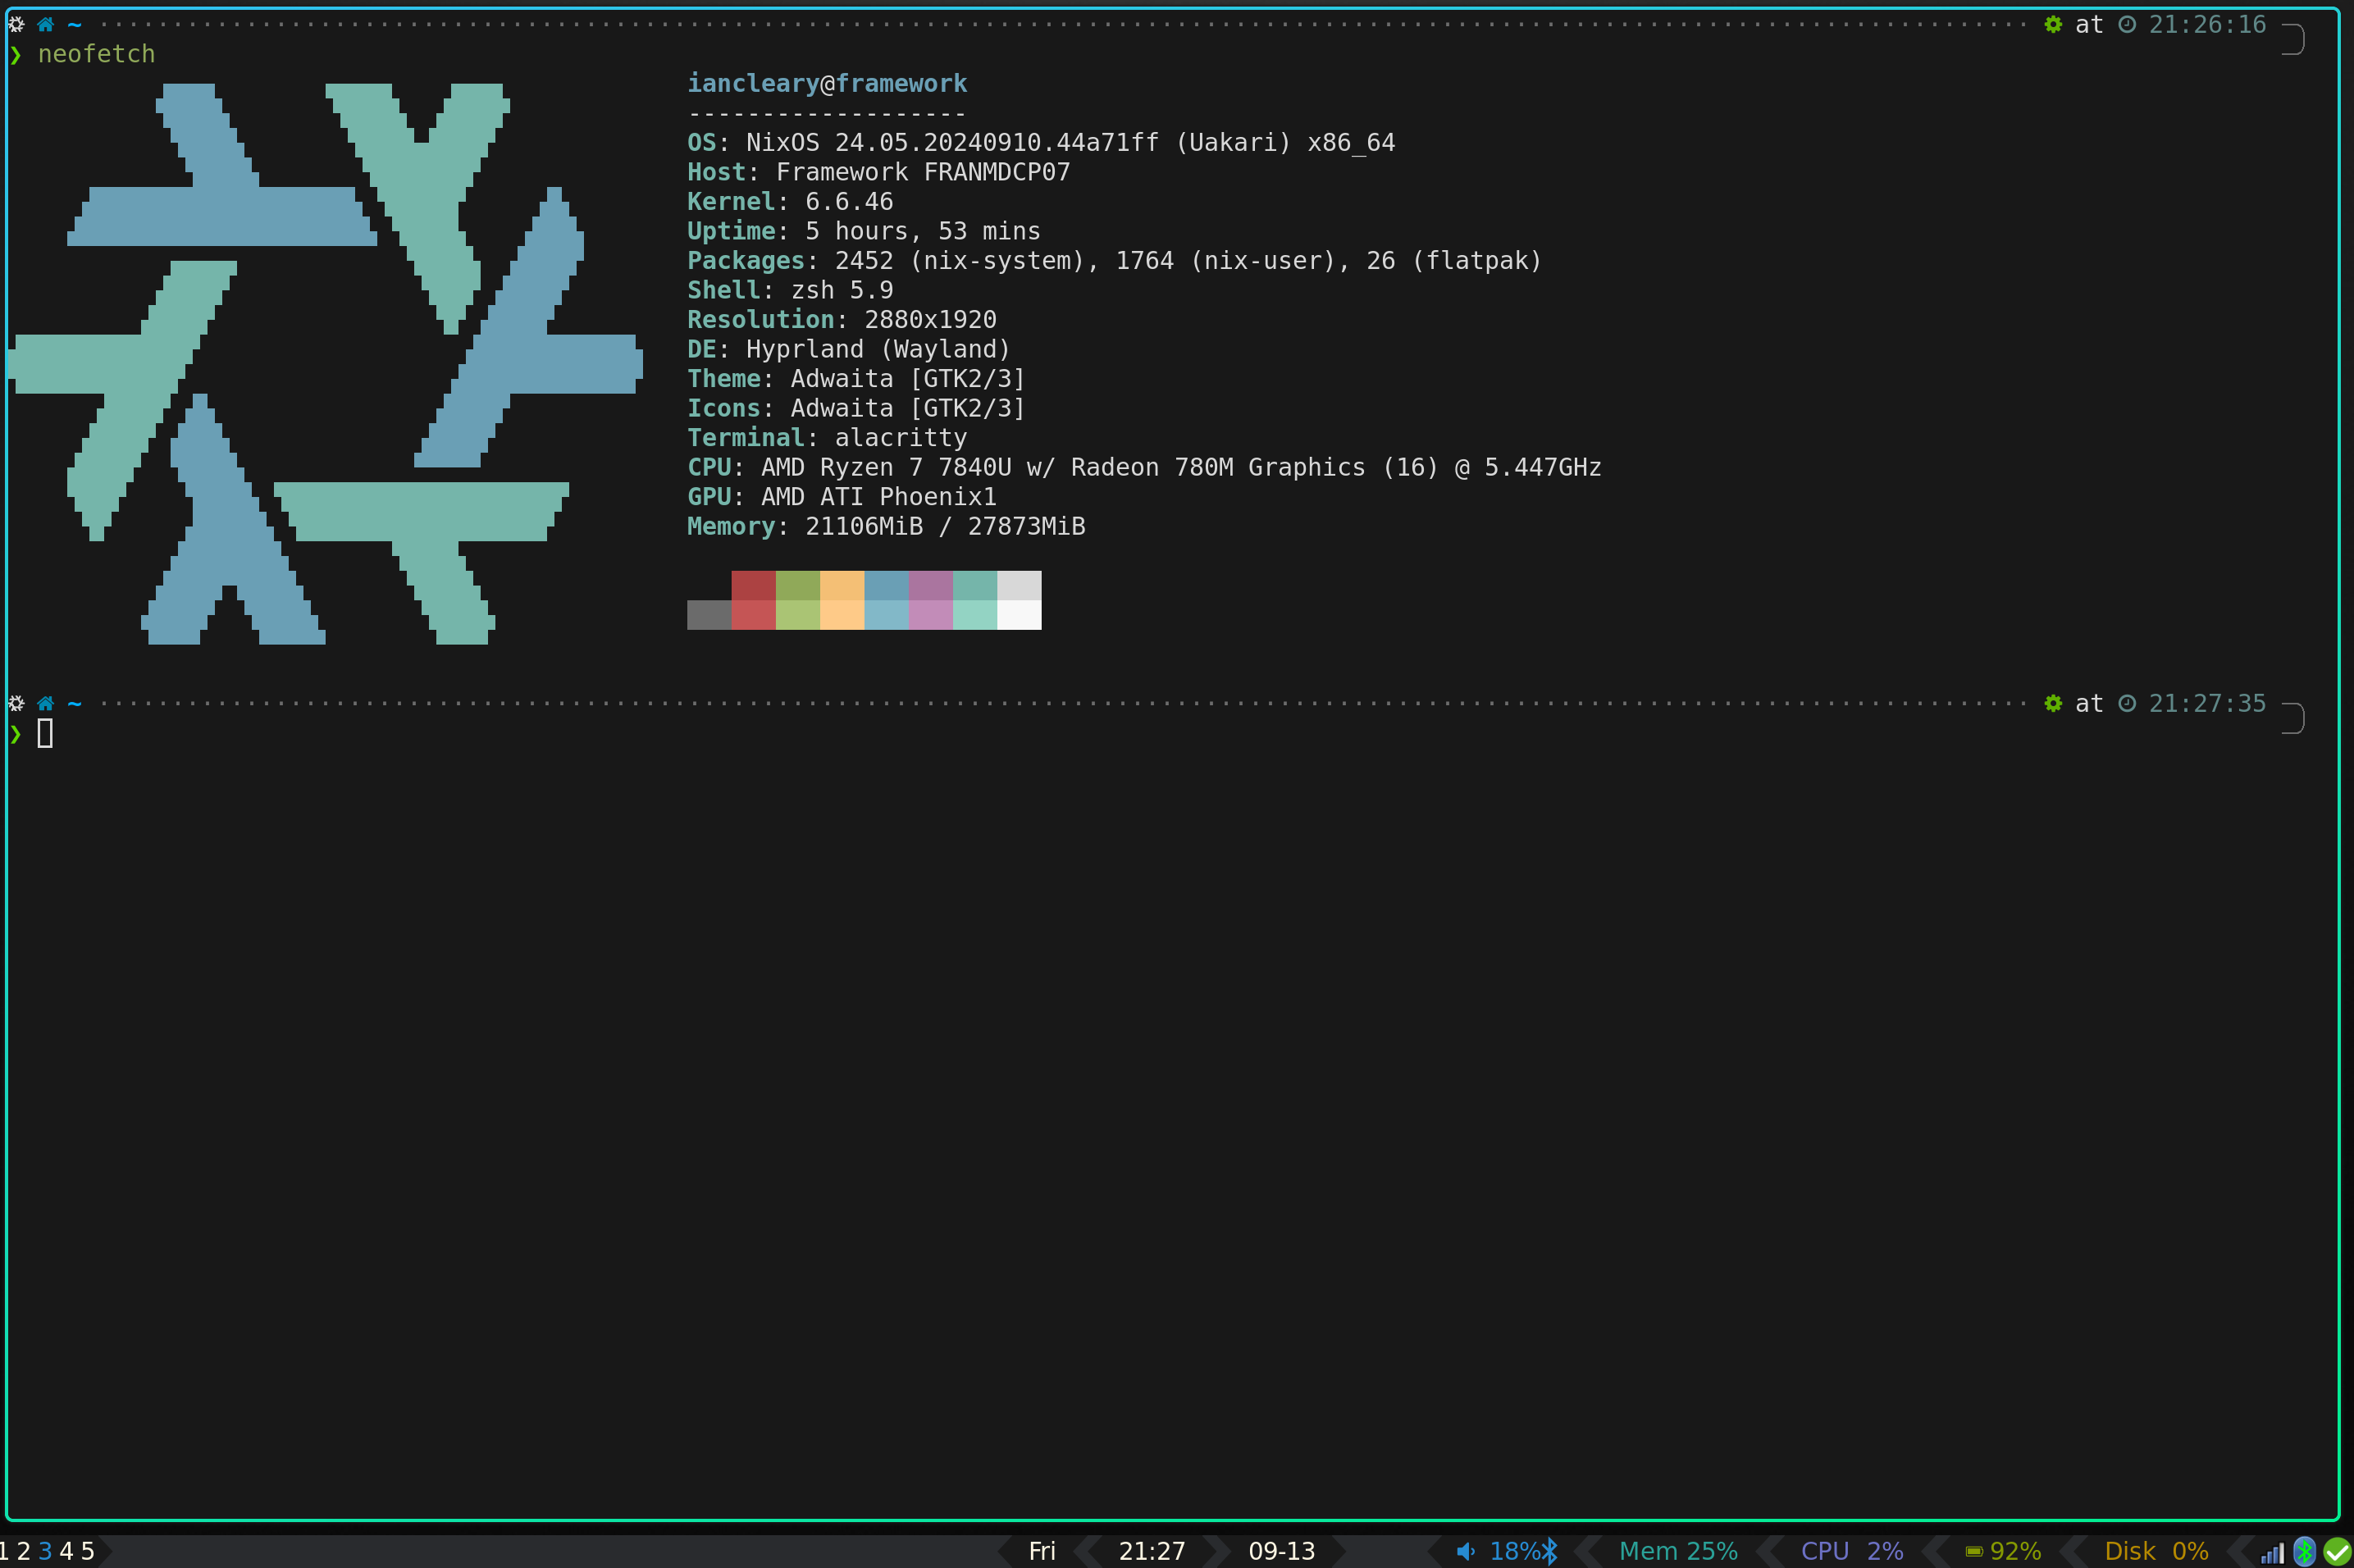 ~ at 21:26:16
❯ neofetch
iancleary@framework
-------------------
OS: NixOS 24.05.20240910.44a71ff (Uakari) x86_64
Host: Framework FRANMDCP07
Kernel: 6.6.46
Uptime: 5 hours, 53 mins
Packages: 2452 (nix-system), 1764 (nix-user), 26 (flatpak)
Shell: zsh 5.9
Resolution: 2880x1920
DE: Hyprland (Wayland)
Theme: Adwaita [GTK2/3]
Icons: Adwaita [GTK2/3]
Terminal: alacritty
CPU: AMD Ryzen 7 7840U w/ Radeon 780M Graphics (16) @ 5.447GHz
GPU: AMD ATI Phoenix1
Memory: 21106MiB / 27873MiB
~ at 21:27:35
❯
1 2 3 4 5 Fri 21:27 09-13 18% Mem 25% CPU 2% 92% Disk 0%